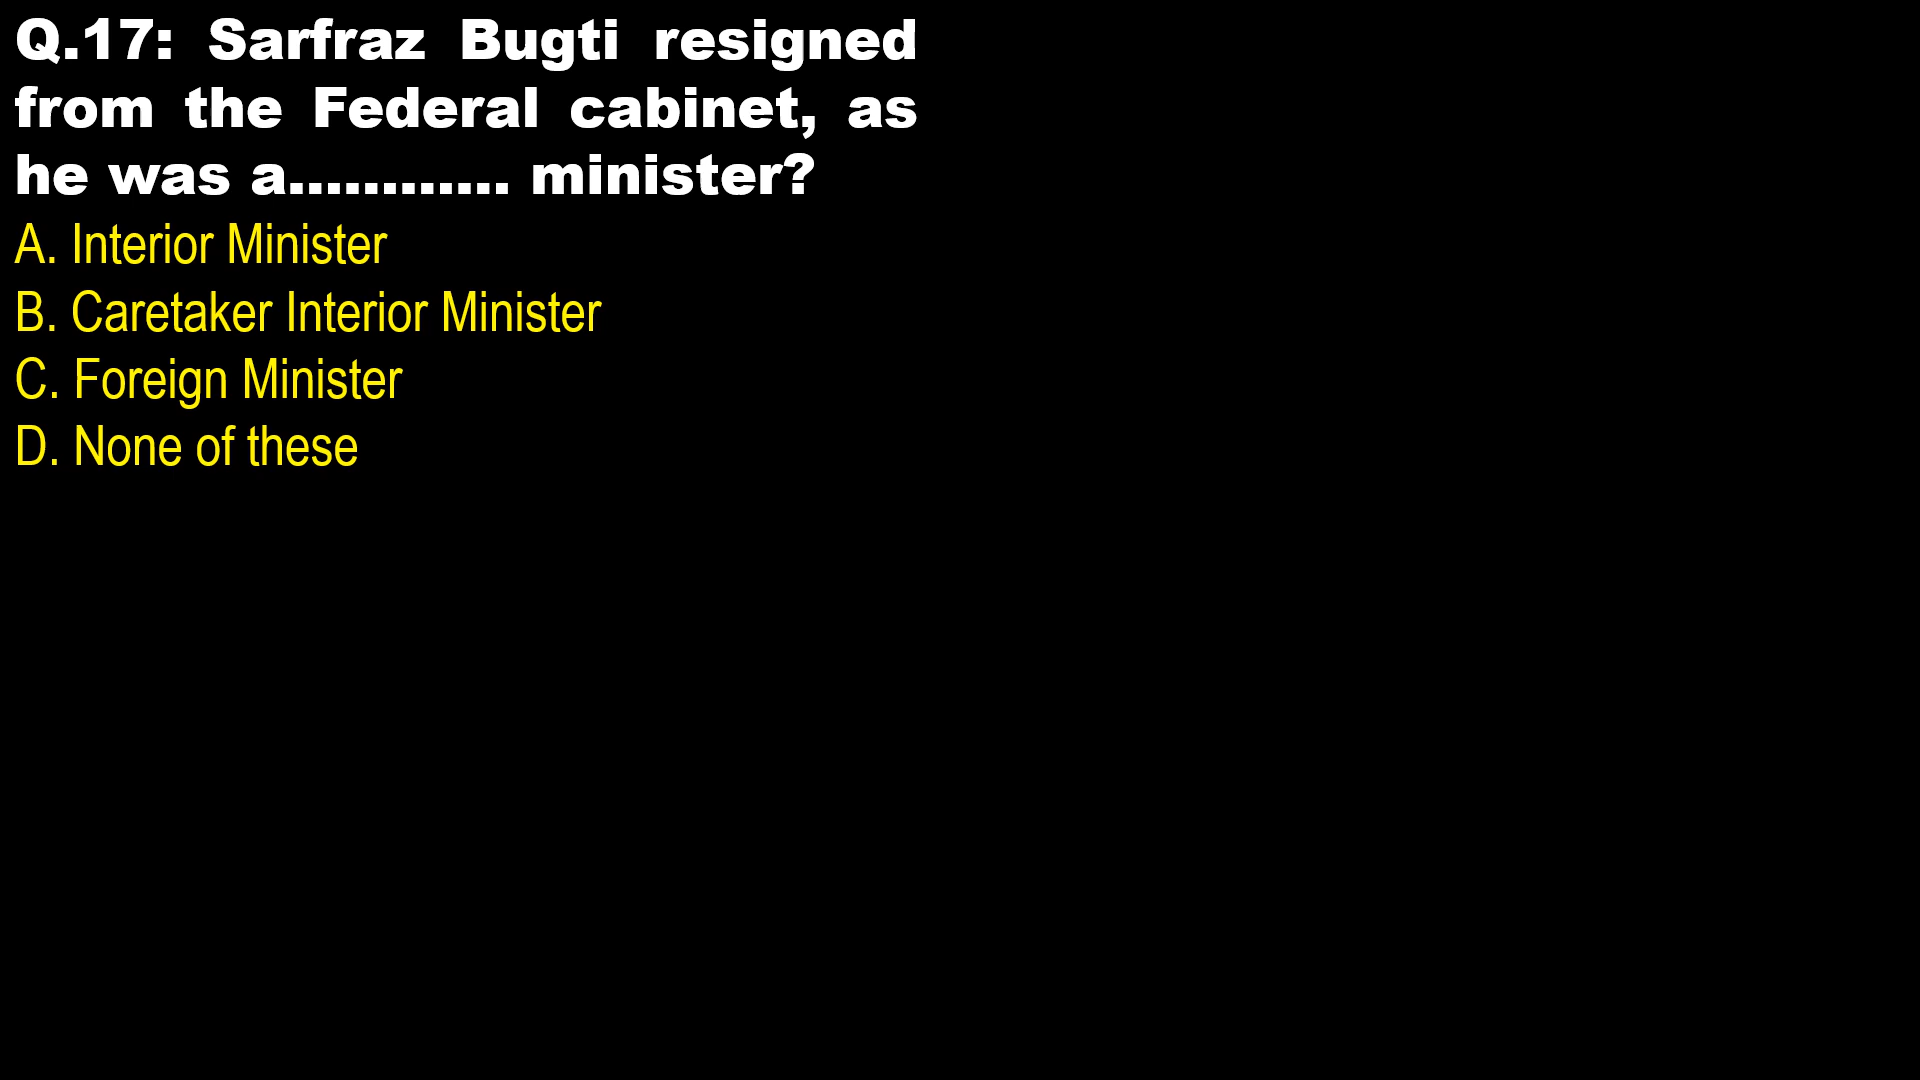 Q.17: Sarfraz Bugti resigned
from the Federal cabinet, as
he was a............ minister?
A. Interior Minister
B. Caretaker Interior Minister
C. Foreign Minister
D. None of these